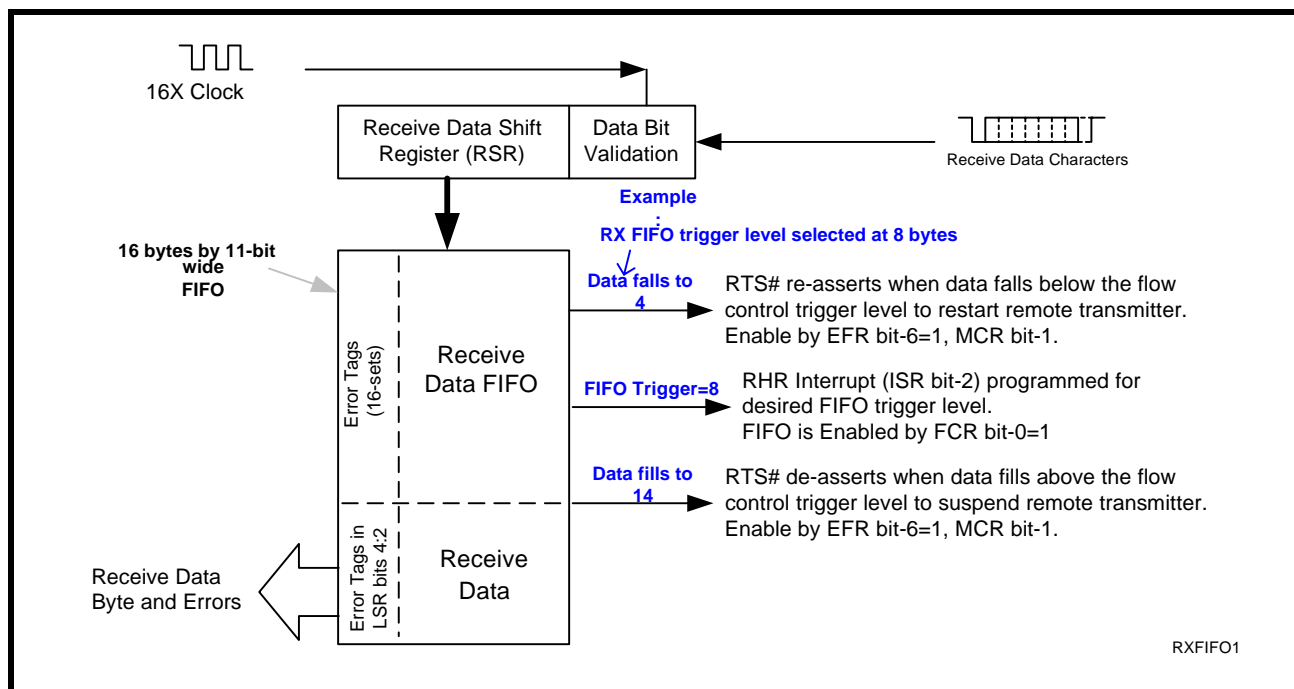 16X Clock
Receive Data Shift
Register (RSR)
Data Bit
Validation
Receive Data Characters
Example
:
RX FIFO trigger level selected at 8 bytes
16 bytes by 11-bit
wide
FIFO
Error Tags
(16-sets)
Receive
Data FIFO
Data falls to
4
RTS# re-asserts when data falls below the flow
control trigger level to restart remote transmitter.
Enable by EFR bit-6=1, MCR bit-1.
FIFO Trigger=8
RHR Interrupt (ISR bit-2) programmed for
desired FIFO trigger level.
FIFO is Enabled by FCR bit-0=1
Data fills to
14
RTS# de-asserts when data fills above the flow
control trigger level to suspend remote transmitter.
Enable by EFR bit-6=1, MCR bit-1.
Error Tags in
LSR bits 4:2
Receive
Data
Receive Data
Byte and Errors
RXFIFO1